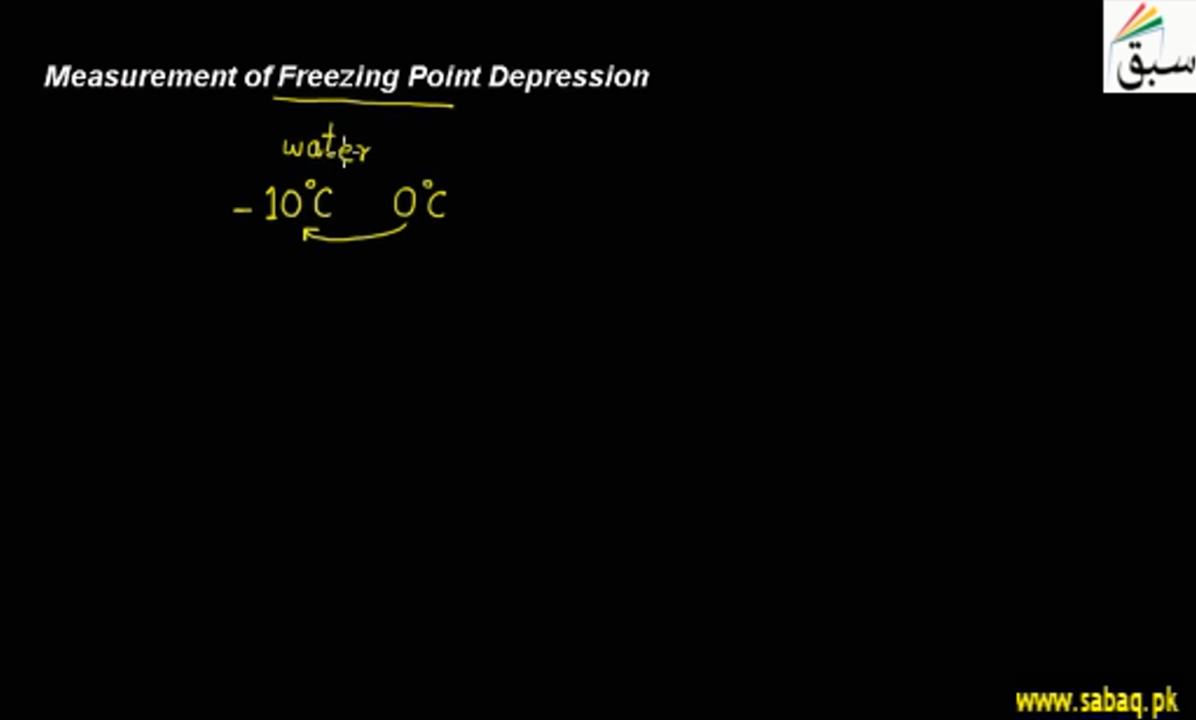 سبق
Measurement of Freezing Point Depression
water
- 10°C 0°C
www.sabaq.pk